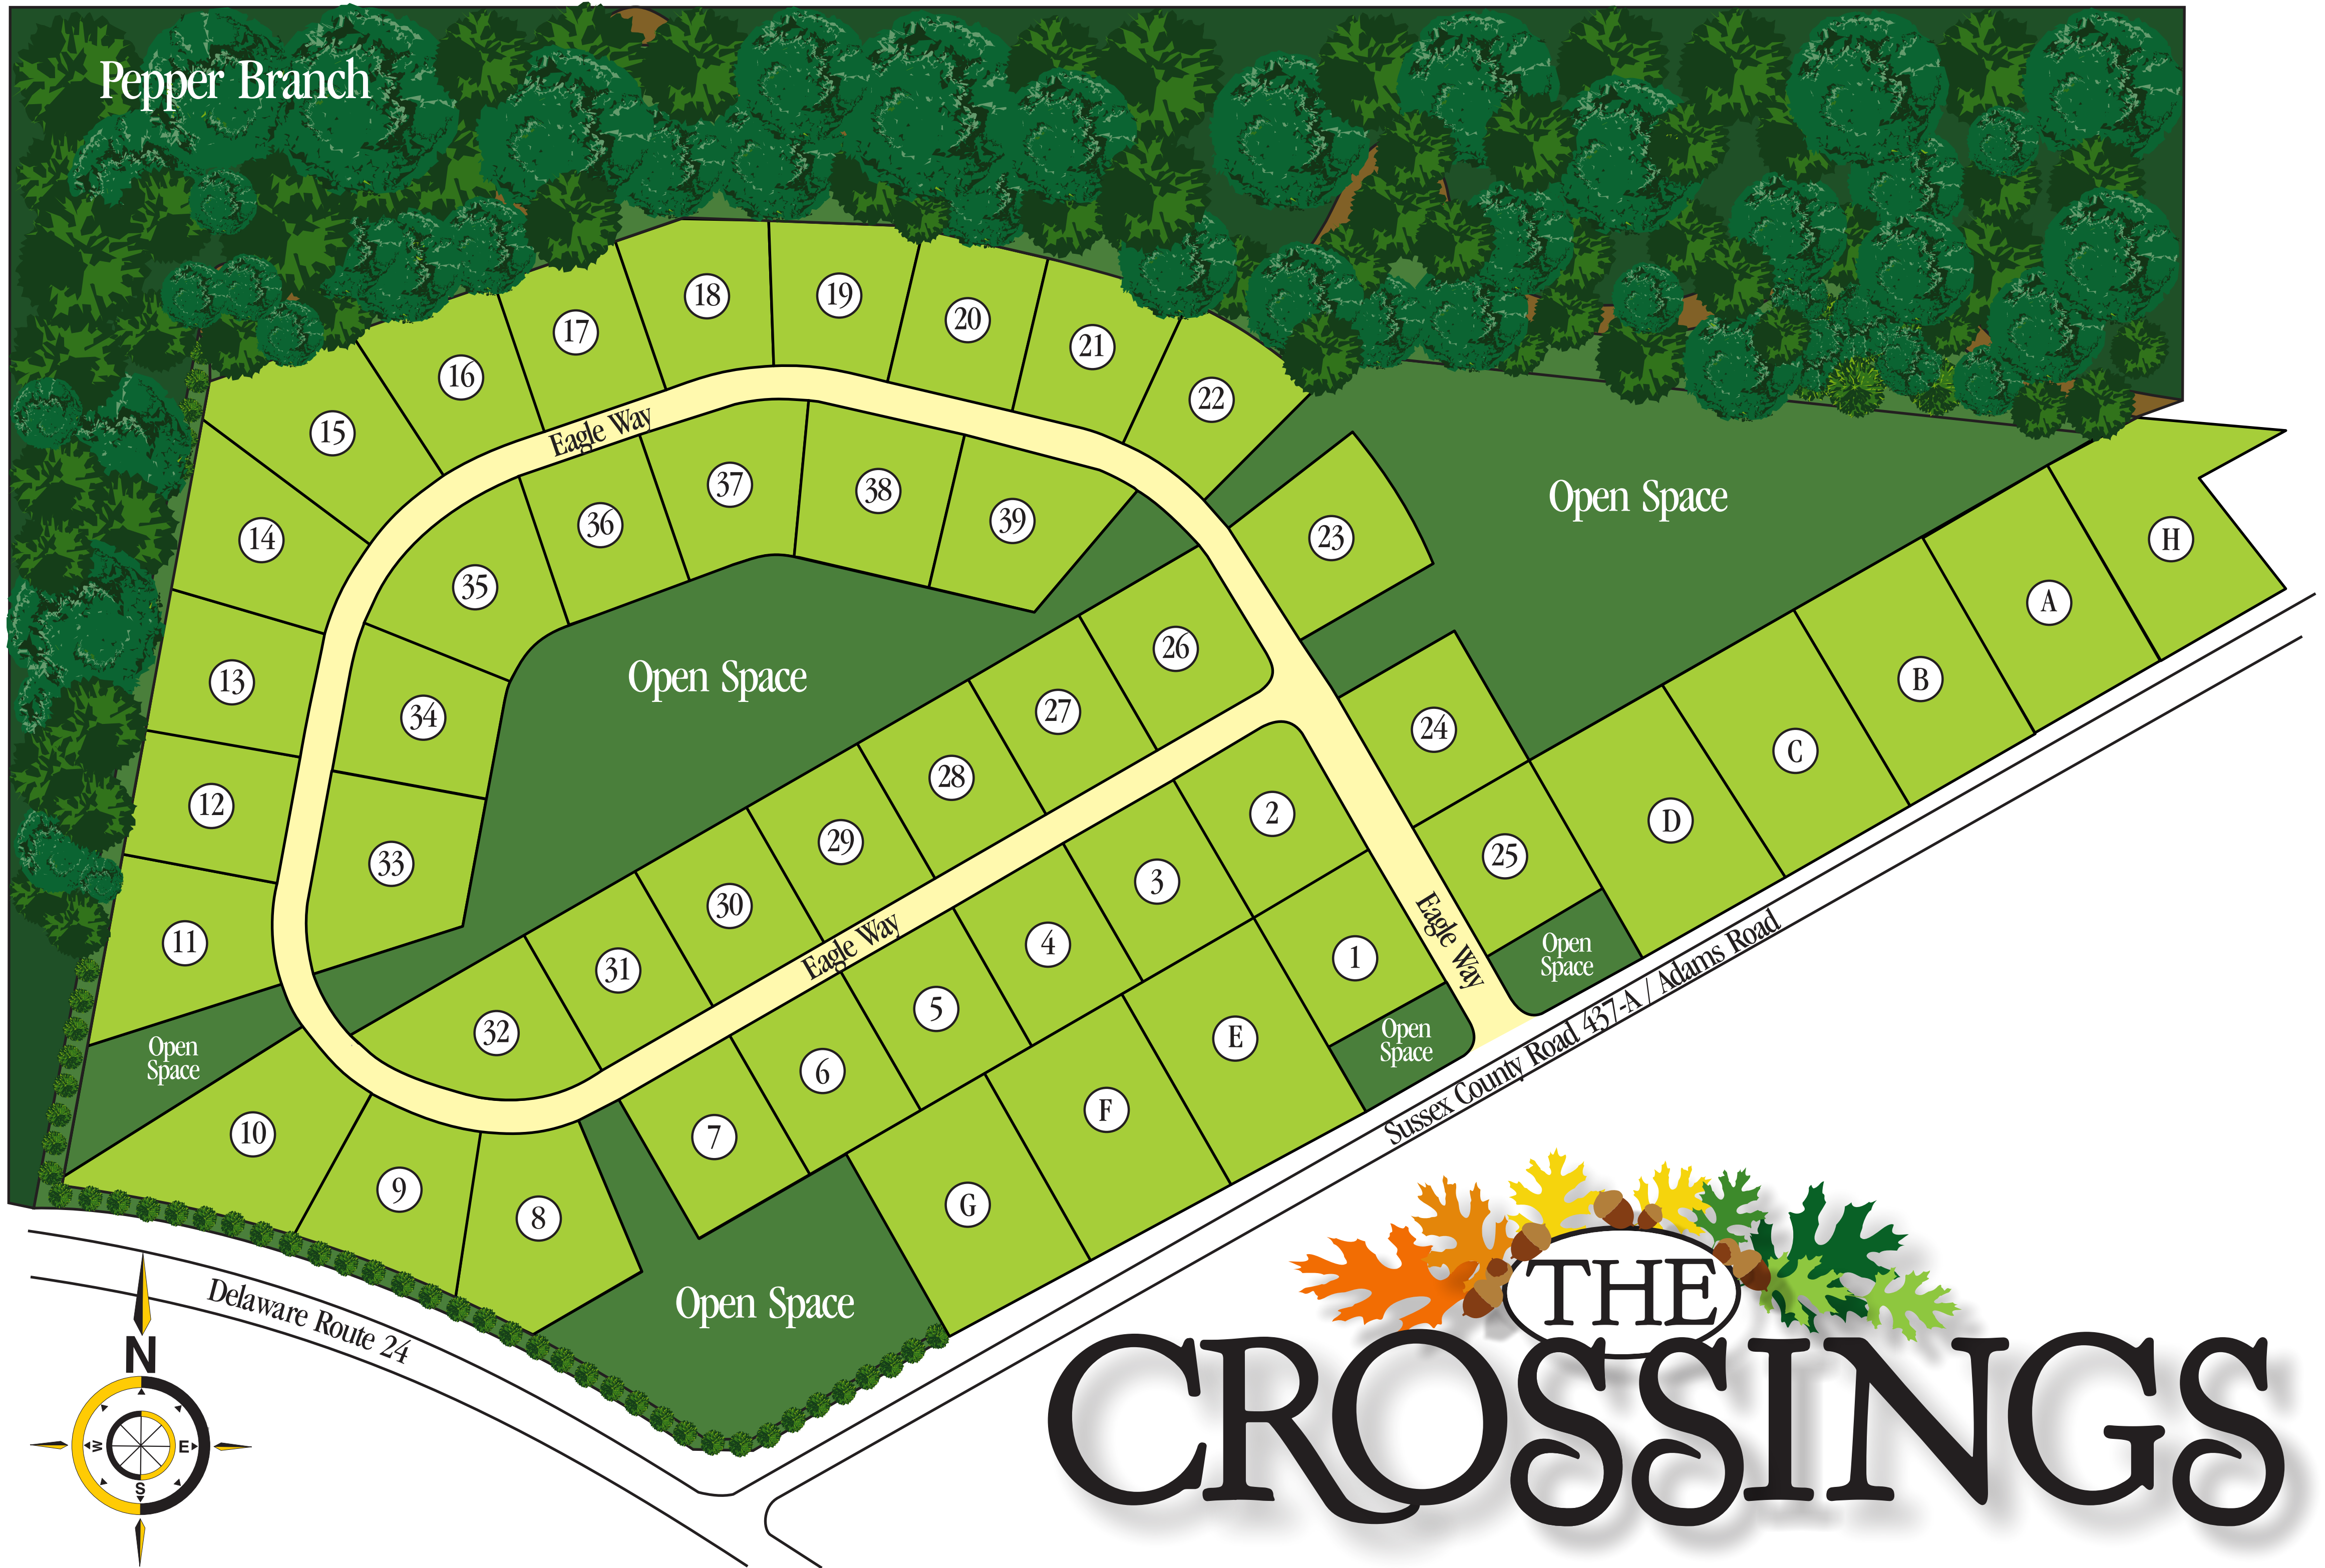 Pepper Branch
18
19
17
20
21
16
22
15
Eagle Way
14
37
38
39
36
23
Open Space
H
35
A
13
34
Open Space
26
27
B
24
12
28
C
2
D
33
29
25
3
30
11
Eagle Way
4
1
Eagle Way
Open
Space
31
5
32
E
Open
Space
Open
Space
Sussex County Road 437-A / Adams Road
6
F
10
7
9
G
8
Open Space
Delaware Route 24
N
W
E
S
THE
CROSSINGS